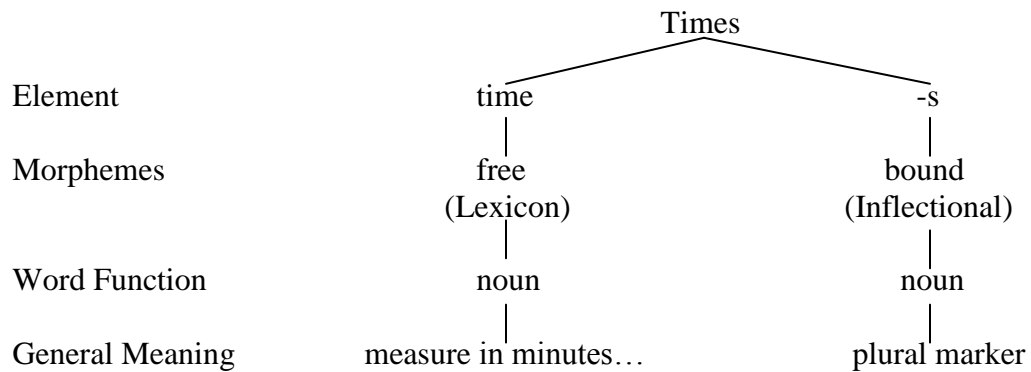 Times
Element time -s
Morphemes free bound
(Lexicon) (Inflectional)
Word Function noun noun
General Meaning measure in minutes… plural marker